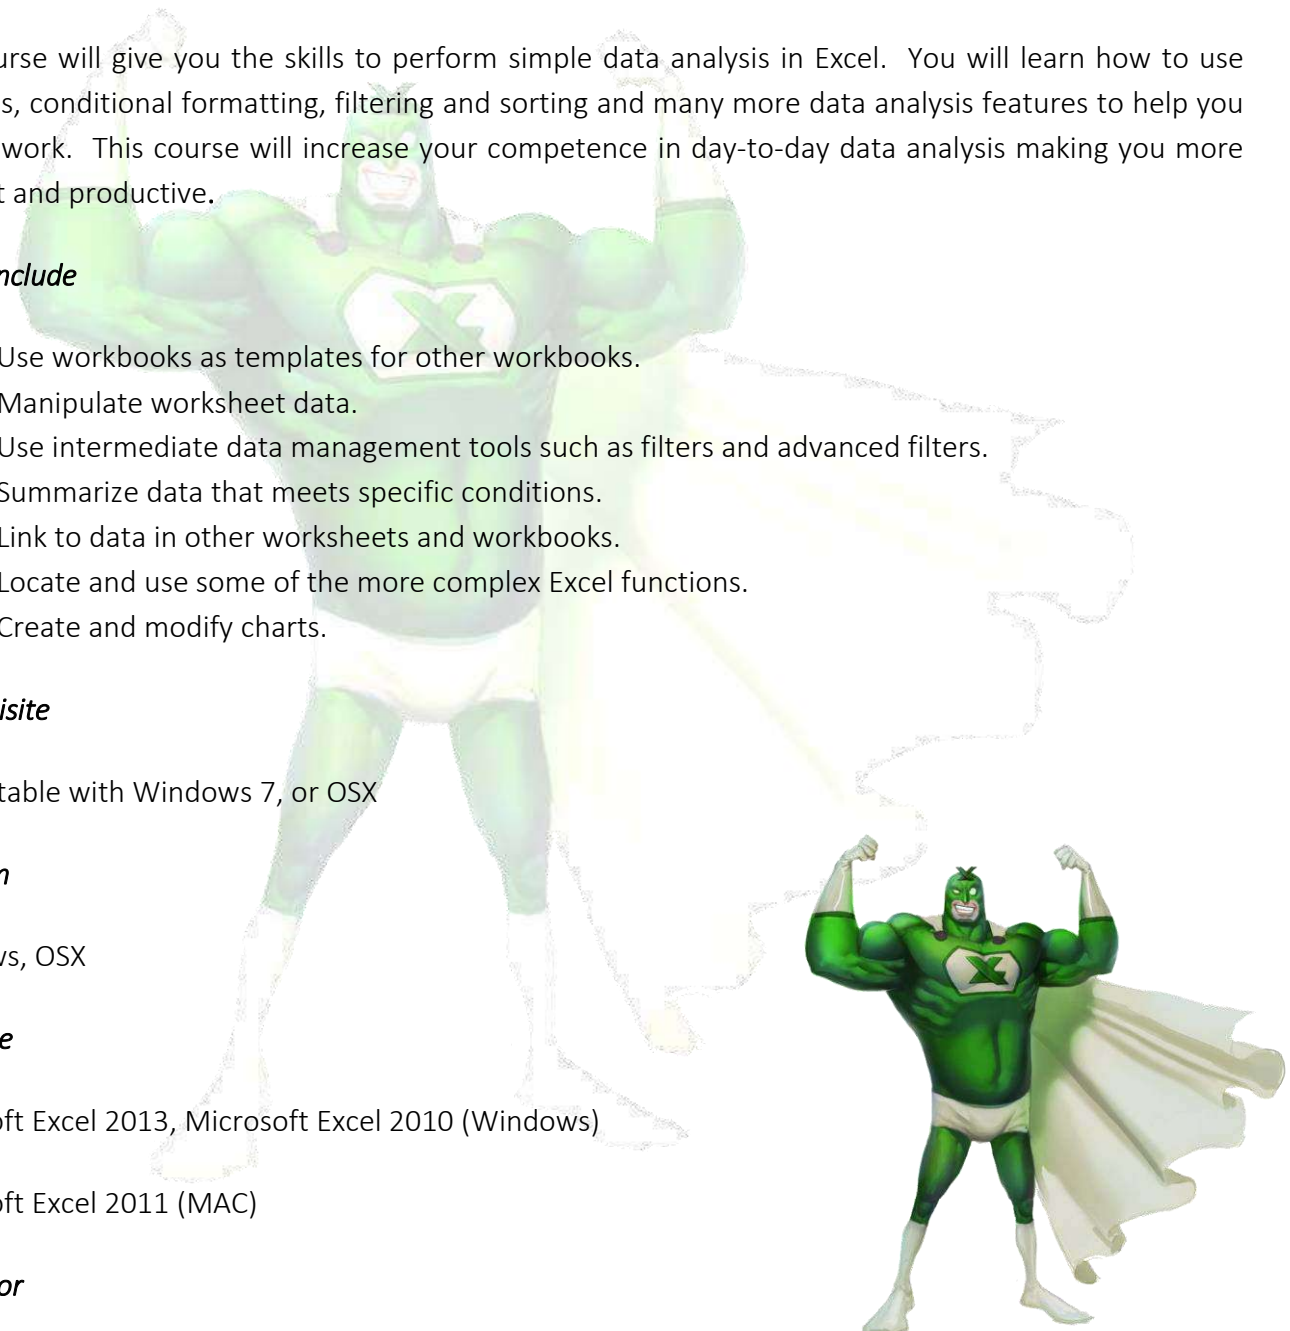 urse will give you the skills to perform simple data analysis in Excel.  You will learn how to use
s, conditional formatting, filtering and sorting and many more data analysis features to help you
work.  This course will increase your competence in day-to-day data analysis making you more
t and productive.
nclude
Use workbooks as templates for other workbooks.
Manipulate worksheet data.
Use intermediate data management tools such as filters and advanced filters.
Summarize data that meets specific conditions.
Link to data in other worksheets and workbooks.
Locate and use some of the more complex Excel functions.
Create and modify charts.
isite
table with Windows 7, or OSX
n
ws, OSX
e
oft Excel 2013, Microsoft Excel 2010 (Windows)
oft Excel 2011 (MAC)
or